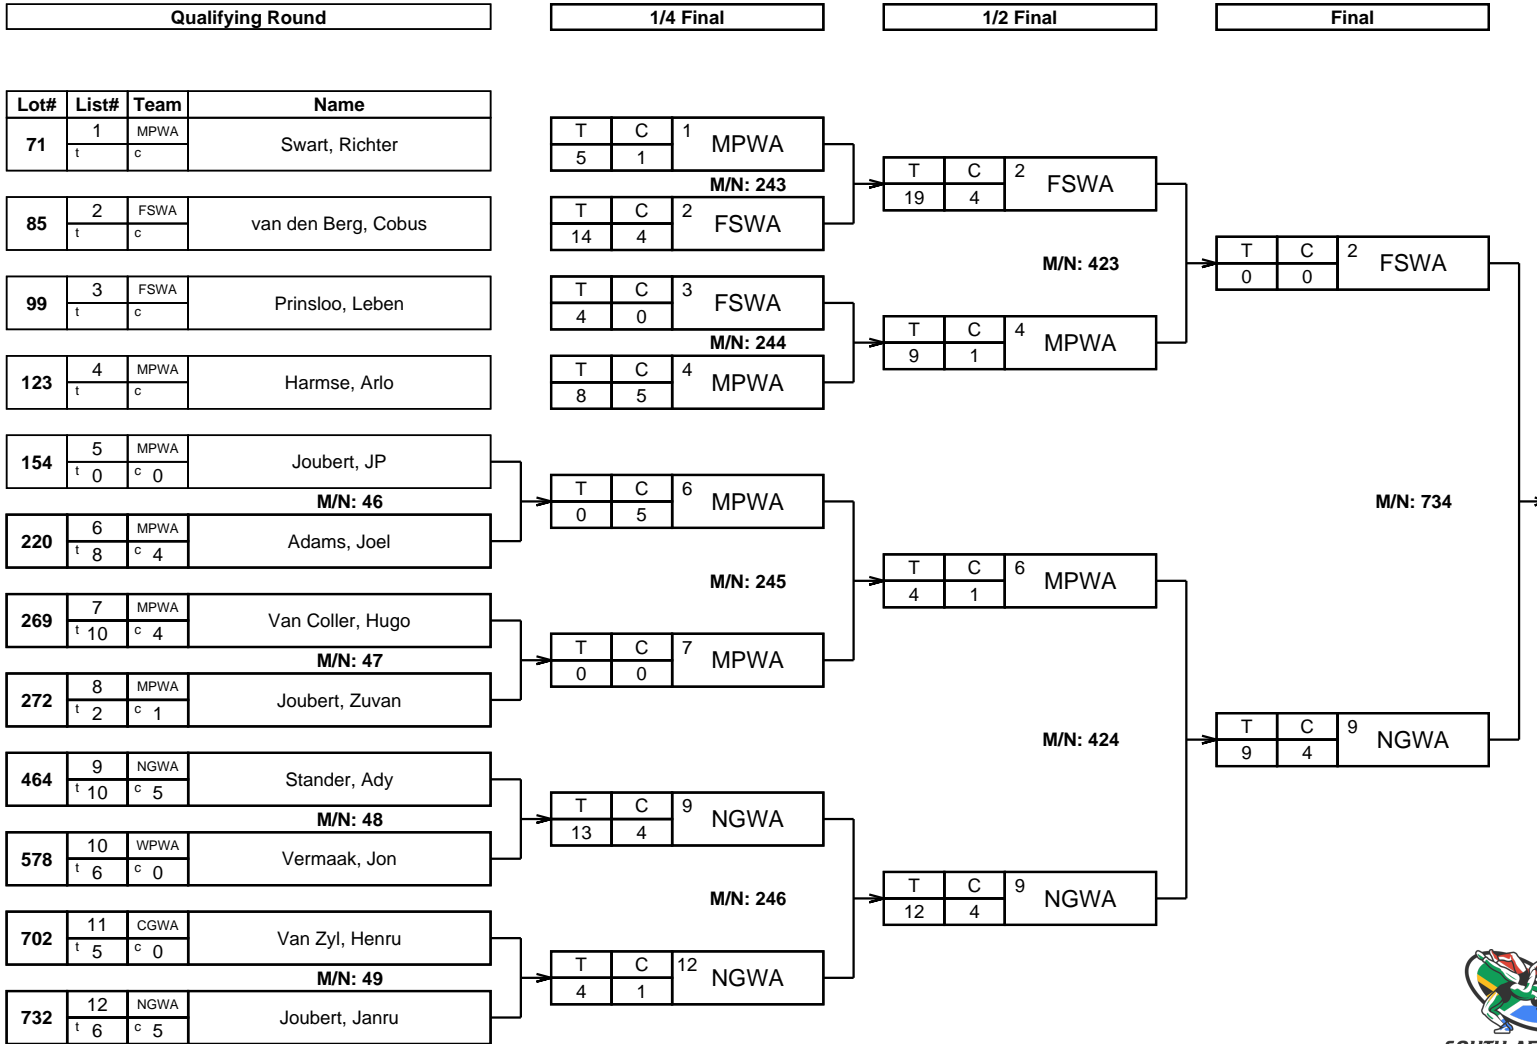 Qualifying Round 1/4 Final 1/2 Final Final
Lot# List# Team Name
71 1 MPWA Swart, Richter
t c
T C 1 MPWA
5 1
M/N: 243
85 2 FSWA van den Berg, Cobus
t c
T C 2 FSWA
14 4
T C 2 FSWA
19 4
99 3 FSWA Prinsloo, Leben
t c
T C 3 FSWA
4 0
M/N: 244
123 4 MPWA Harmse, Arlo
t c
T C 4 MPWA
8 5
T C 4 MPWA
9 1
M/N: 423
T C 2 FSWA
0 0
154 5 MPWA Joubert, JP
t 0 c 0
M/N: 46
220 6 MPWA Adams, Joel
t 8 c 4
T C 6 MPWA
0 5
M/N: 245
269 7 MPWA Van Coller, Hugo
t 10 c 4
M/N: 47
272 8 MPWA Joubert, Zuvan
t 2 c 1
T C 7 MPWA
0 0
T C 6 MPWA
4 1
M/N: 734
M/N: 424
464 9 NGWA Stander, Ady
t 10 c 5
M/N: 48
578 10 WPWA Vermaak, Jon
t 6 c 0
T C 9 NGWA
13 4
M/N: 246
702 11 CGWA Van Zyl, Henru
t 5 c 0
M/N: 49
732 12 NGWA Joubert, Janru
t 6 c 5
T C 12 NGWA
4 1
T C 9 NGWA
12 4
T C 9 NGWA
9 4